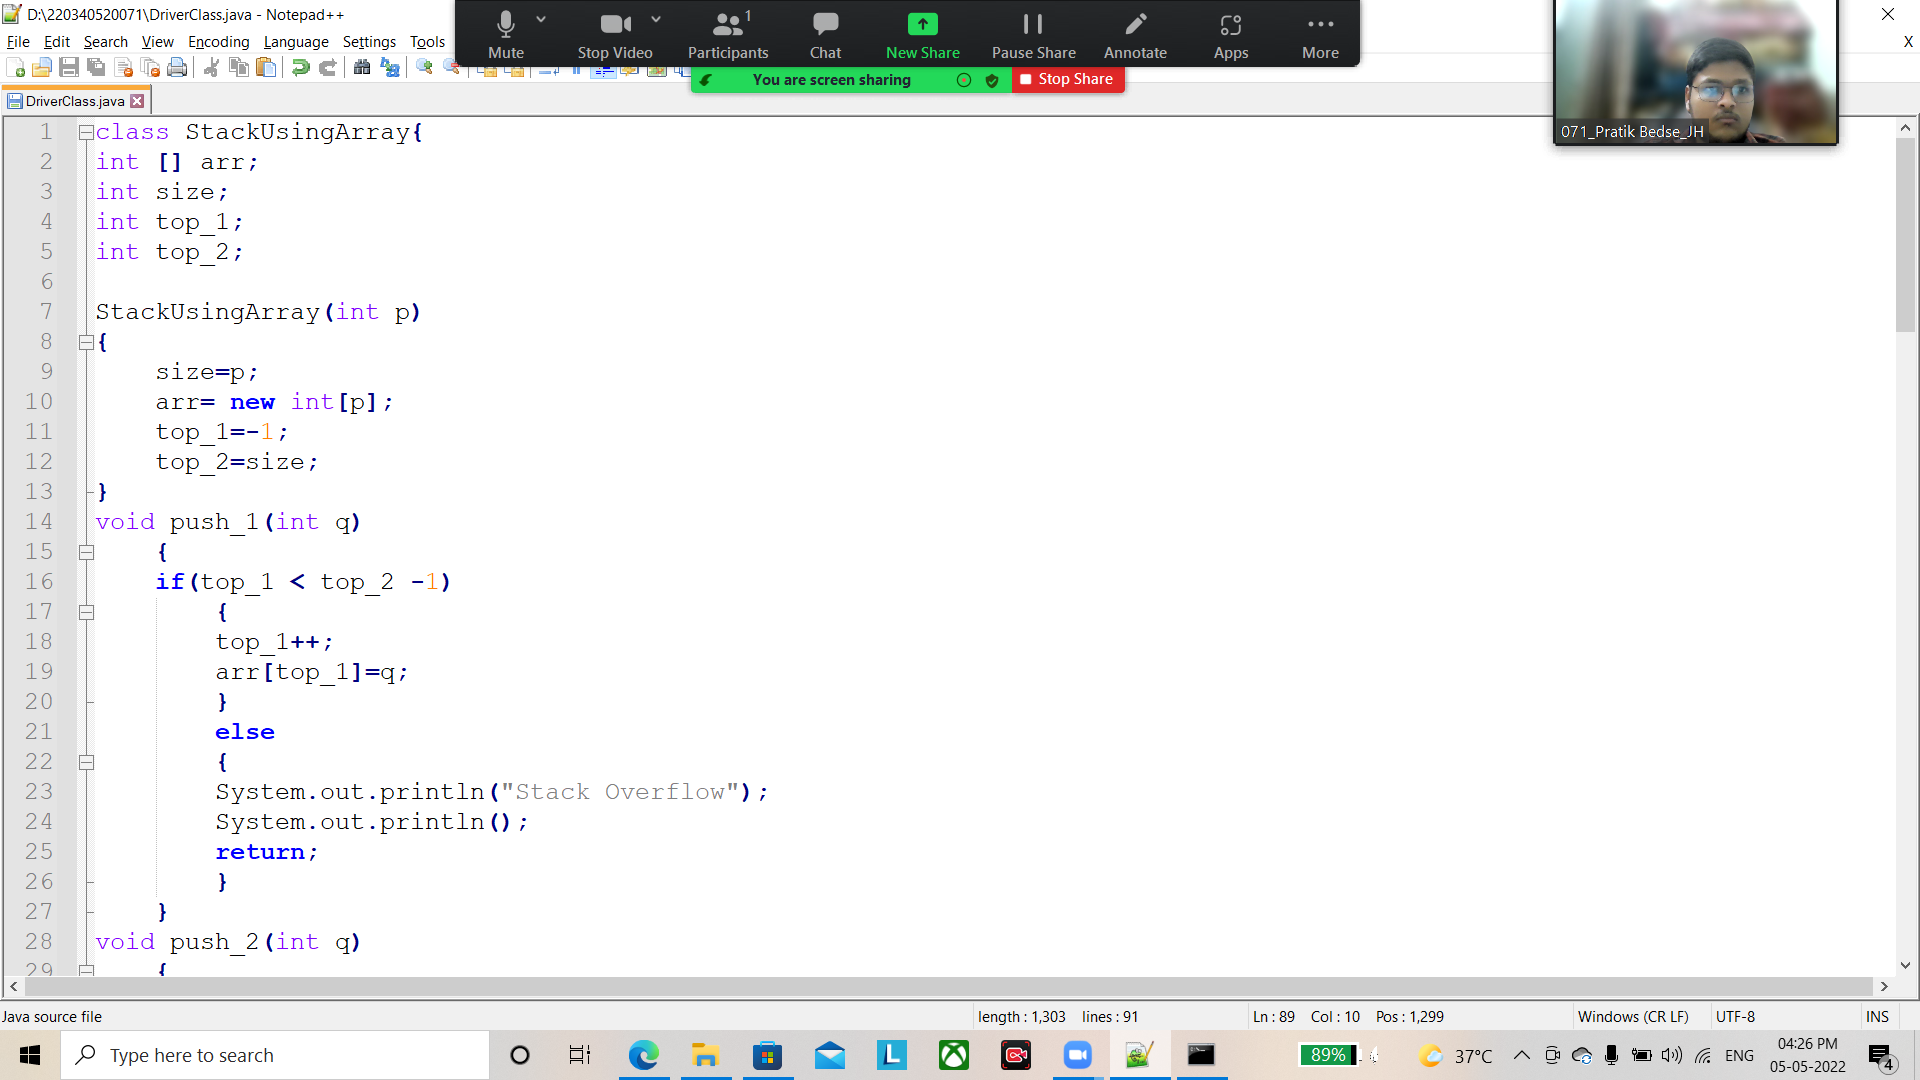 D:\220340520071\DriverClass.java - Notepad++
File Edit Search View Encoding Language Settings Tools
Mute Stop Video Participants 1 Chat New Share Pause Share Annotate Apps More
You are screen sharing Stop Share
X
071_Pratik Bedse_JH
DriverClass.java
1 class StackUsingArray{
2 int [] arr;
3 int size;
4 int top_1;
5 int top_2;
6
7 StackUsingArray(int p)
8 {
9 size=p;
10 arr= new int[p];
11 top_1=-1;
12 top_2=size;
13 }
14 void push_1(int q)
15 {
16 if(top_1 < top_2 -1)
17 {
18 top_1++;
19 arr[top_1]=q;
20 }
21 else
22 {
23 System.out.println("Stack Overflow");
24 System.out.println();
25 return;
26 }
27 }
28 void push_2(int q)
29 {
Java source file length : 1,303 lines : 91 Ln : 89 Col : 10 Pos : 1,299 Windows (CR LF) UTF-8 INS
Type here to search L 89% 37°C ENG 04:26 PM
05-05-2022 4